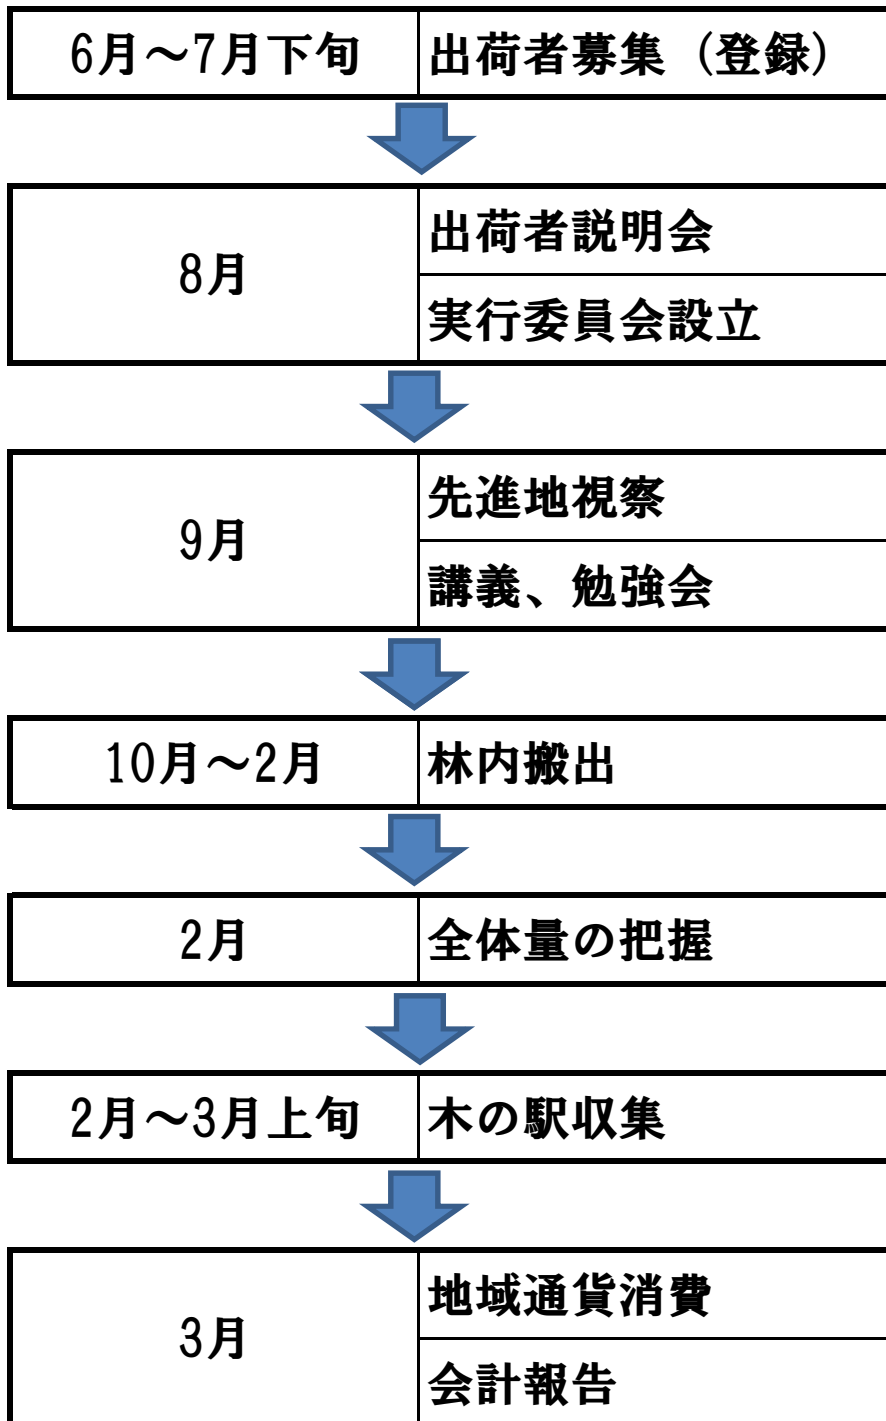 6月～7月下旬 出荷者募集（登録）
8月
出荷者説明会
実行委員会設立
9月
先進地視察
講義、勉強会
10月～2月 林内搬出
2月 全体量の把握
2月～3月上旬 木の駅収集
3月
地域通貨消費
会計報告